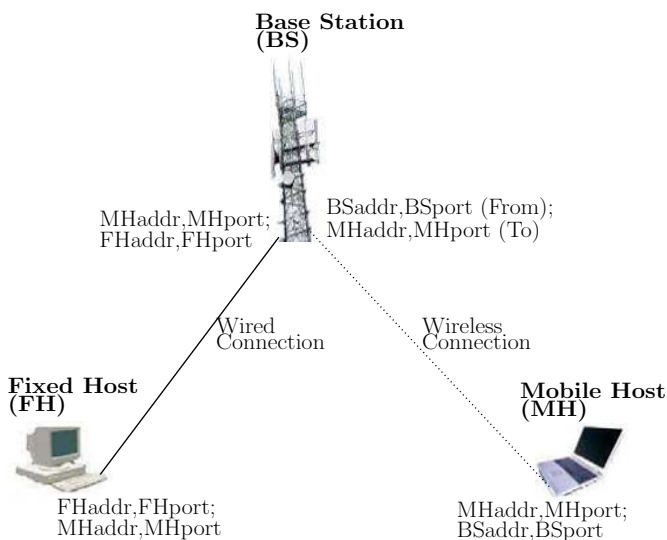 Base Station
(BS)
MHaddr,MHport;
FHaddr,FHport
BSaddr,BSport (From);
MHaddr,MHport (To)
Wired
Connection
Wireless
Connection
Fixed Host
(FH)
Mobile Host
(MH)
FHaddr,FHport;
MHaddr,MHport
MHaddr,MHport;
BSaddr,BSport